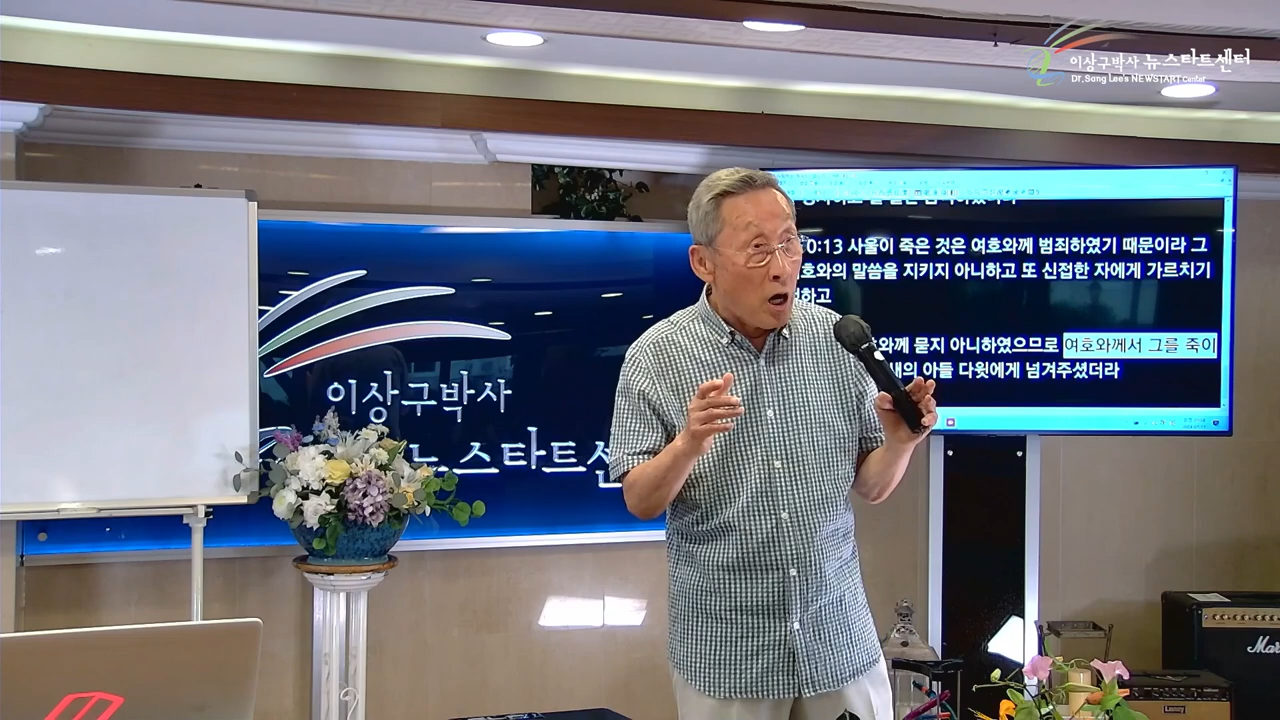 이상구박사 뉴스타트센터
Dr. Sang Lee's NEWSTART Center
이상구박사
뉴스타트센
0:13 사울이 죽은 것은 여호와께 범죄하였기 때문이라 그
호와의 말씀을 지키지 아니하고 또 신접한 자에게 가르치기
하고
와께 묻지 아니하였으므로 여호와께서 그를 죽이
새의 아들 다윗에게 넘겨주셨더라
Mar
Laney